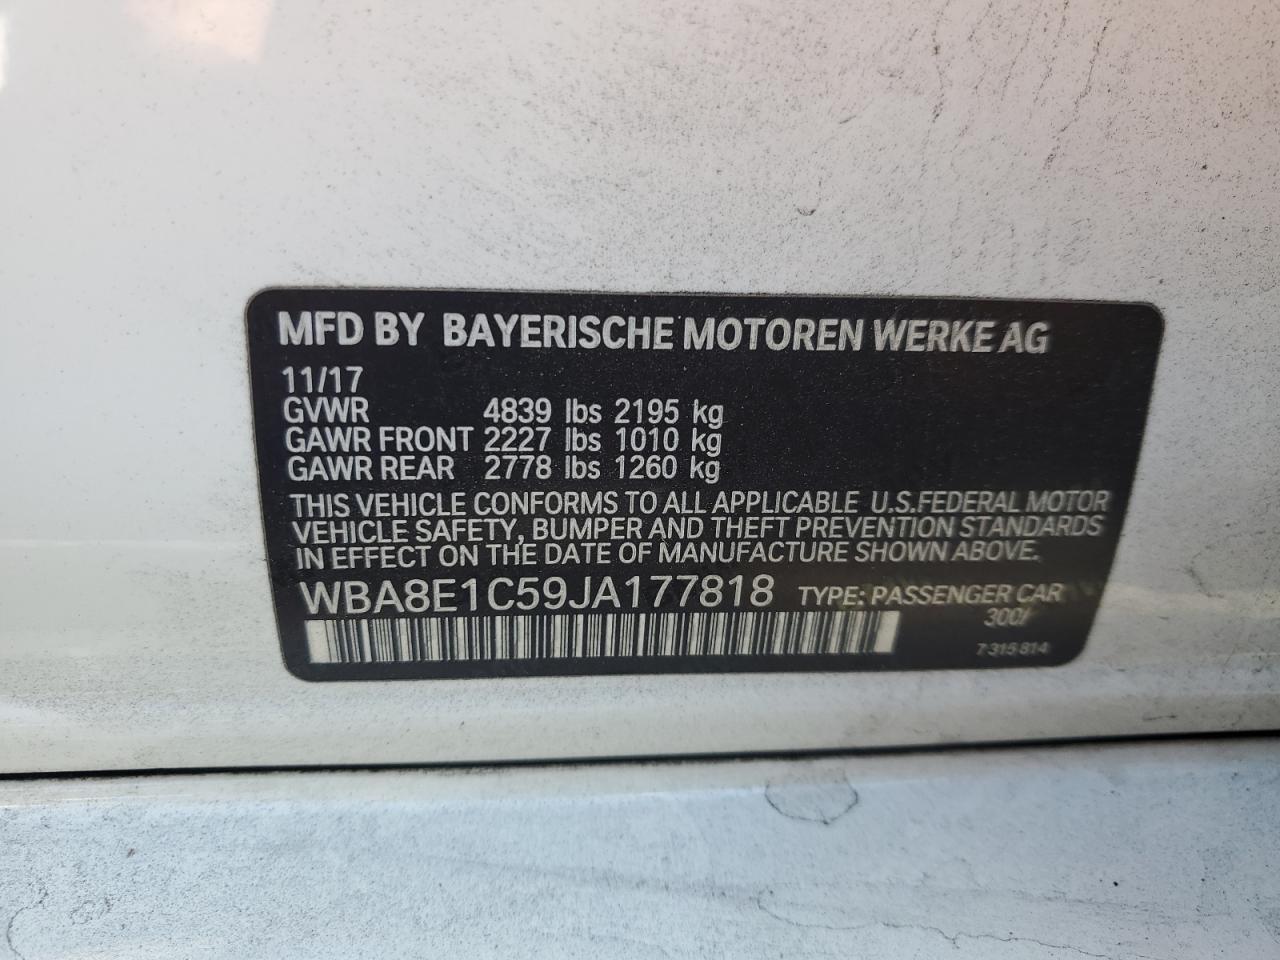 MFD BY BAYERISCHE MOTOREN WERKE AG
11/17
GVWR 4839 lbs 2195 kg
GAWR FRONT 2227 lbs 1010 kg
GAWR REAR 2778 lbs 1260 kg
THIS VEHICLE CONFORMS TO ALL APPLICABLE U.S.FEDERAL MOTOR
VEHICLE SAFETY, BUMPER AND THEFT PREVENTION STANDARDS
IN EFFECT ON THE DATE OF MANUFACTURE SHOWN ABOVE.
WBA8E1C59JA177818 TYPE: PASSENGER CAR
7 315 814